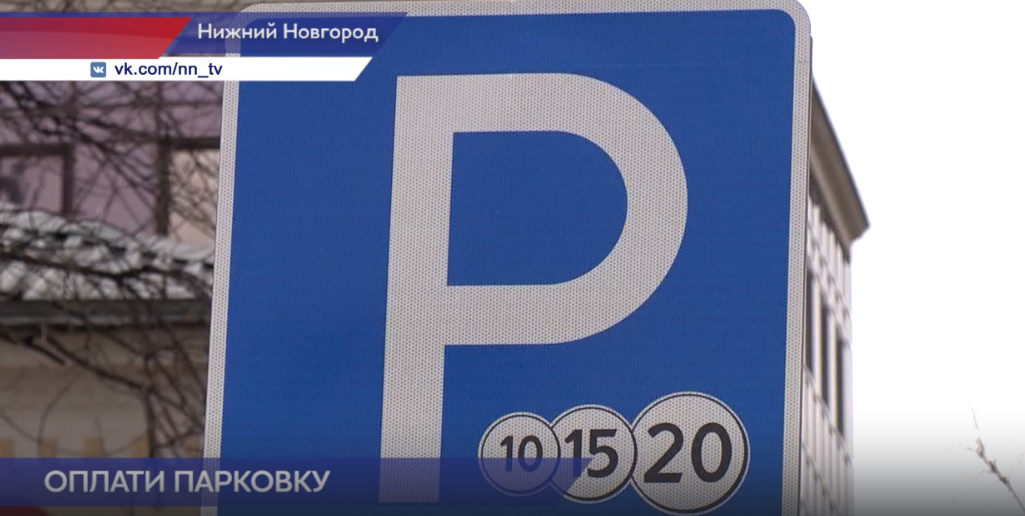 Нижний Новгород
vk.com/nn_tv
P
10 15 20
ОПЛАТИ ПАРКОВКУ